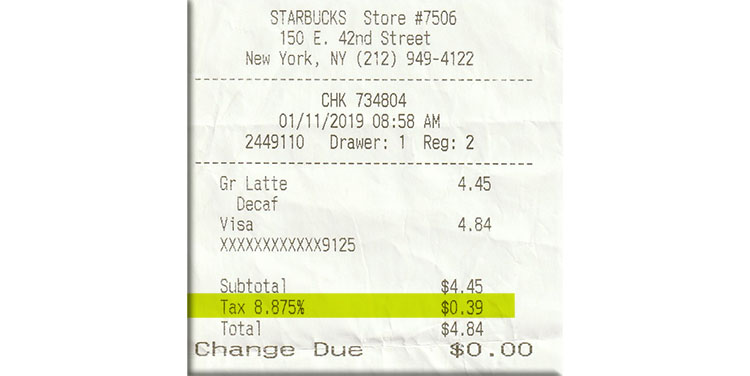 STARBUCKS Store #7506
150 E. 42nd Street
New York, NY (212) 949-4122
CHK 734804
01/11/2019 08:58 AM
2449110 Drawer: 1 Reg: 2
Gr Latte 4.45
Decaf
Visa 4.84
XXXXXXXXXXXX9125
Subtotal $4.45
Tax 8.875% $0.39
Total $4.84
Change Due $0.00